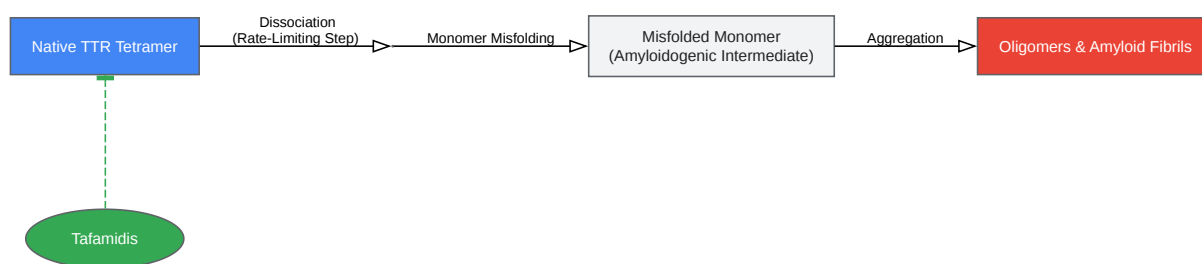 Native TTR Tetramer
Dissociation
(Rate-Limiting Step)
Monomer Misfolding
Misfolded Monomer
(Amyloidogenic Intermediate)
Aggregation
Oligomers & Amyloid Fibrils
Tafamidis